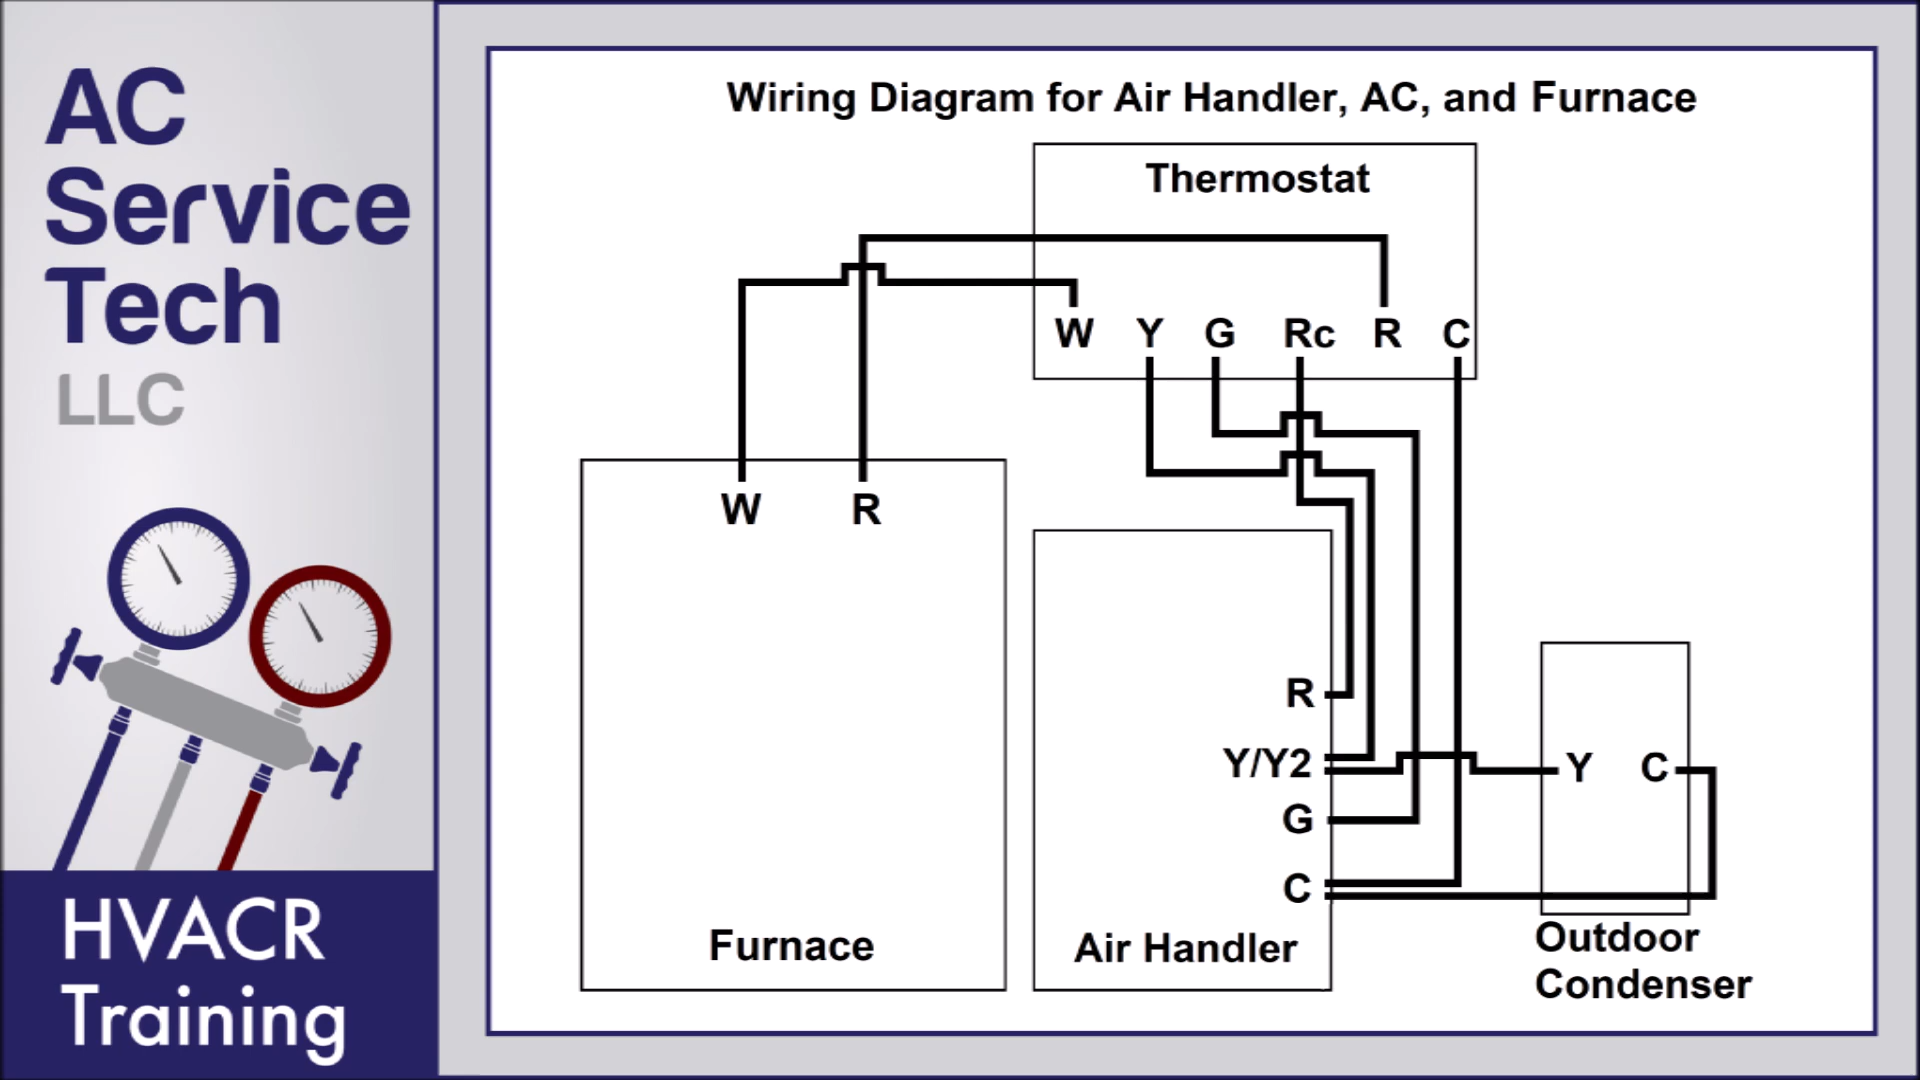 AC
Service
Tech
LLC
HVACR
Training
Wiring Diagram for Air Handler, AC, and Furnace
Thermostat
W Y G Rc R C
W R
Furnace
R
Y/Y2
G
C
Air Handler
Y C
Outdoor
Condenser